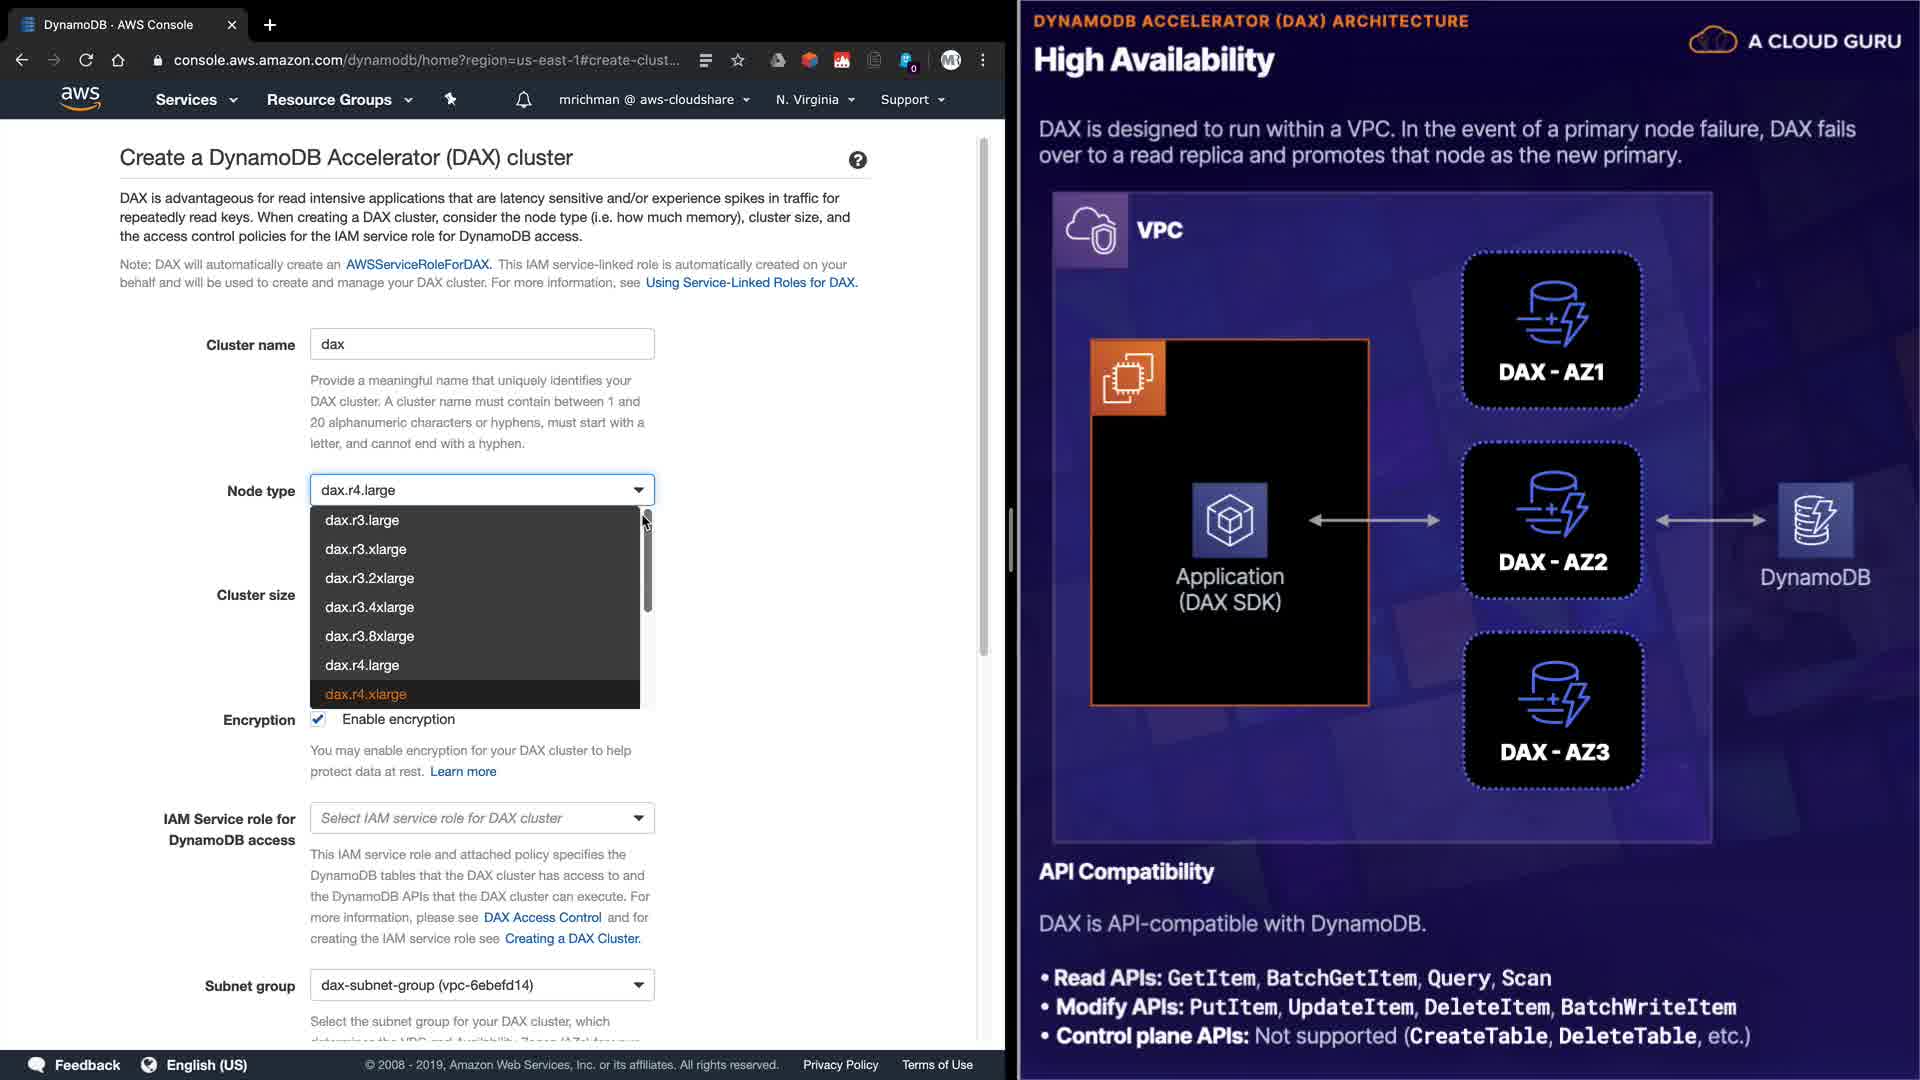 DynamoDB · AWS Console
console.aws.amazon.com/dynamodb/home?region=us-east-1#create-clust...
0
aws
Services
Resource Groups
mrichman @ aws-cloudshare
N. Virginia
Support
Create a DynamoDB Accelerator (DAX) cluster
DAX is advantageous for read intensive applications that are latency sensitive and/or experience spikes in traffic for
repeatedly read keys. When creating a DAX cluster, consider the node type (i.e. how much memory), cluster size, and
the access control policies for the IAM service role for DynamoDB access.
Note: DAX will automatically create an AWSServiceRoleForDAX. This IAM service-linked role is automatically created on your
behalf and will be used to create and manage your DAX cluster. For more information, see Using Service-Linked Roles for DAX.
Cluster name
dax
Provide a meaningful name that uniquely identifies your
DAX cluster. A cluster name must contain between 1 and
20 alphanumeric characters or hyphens, must start with a
letter, and cannot end with a hyphen.
Node type
dax.r4.large
dax.r3.large
dax.r3.xlarge
dax.r3.2xlarge
Cluster size
dax.r3.4xlarge
dax.r3.8xlarge
dax.r4.large
dax.r4.xlarge
Encryption
Enable encryption
You may enable encryption for your DAX cluster to help
protect data at rest. Learn more
IAM Service role for
DynamoDB access
Select IAM service role for DAX cluster
This IAM service role and attached policy specifies the
DynamoDB tables that the DAX cluster has access to and
the DynamoDB APIs that the DAX cluster can execute. For
more information, please see DAX Access Control and for
creating the IAM service role see Creating a DAX Cluster.
Subnet group
dax-subnet-group (vpc-6ebefd14)
Select the subnet group for your DAX cluster, which
Feedback
English (US)
© 2008 - 2019, Amazon Web Services, Inc. or its affiliates. All rights reserved.
Privacy Policy
Terms of Use
DYNAMODB ACCELERATOR (DAX) ARCHITECTURE
High Availability
A CLOUD GURU
DAX is designed to run within a VPC. In the event of a primary node failure, DAX fails
over to a read replica and promotes that node as the new primary.
VPC
DAX - AZ1
DAX - AZ2
DAX - AZ3
Application
(DAX SDK)
DynamoDB
API Compatibility
DAX is API-compatible with DynamoDB.
• Read APIs: GetItem, BatchGetItem, Query, Scan
• Modify APIs: PutItem, UpdateItem, DeleteItem, BatchWriteItem
• Control plane APIs: Not supported (CreateTable, DeleteTable, etc.)